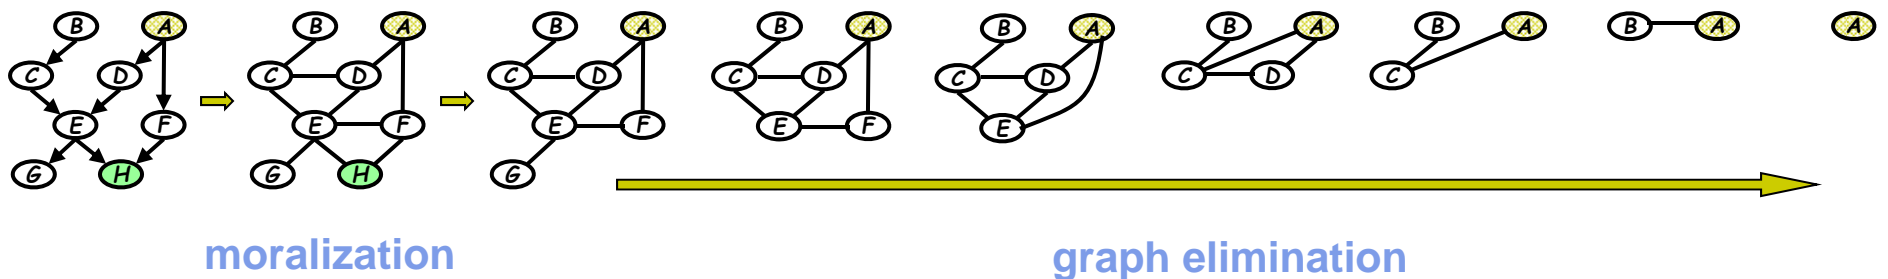 B A B A B A B A B A B A B A B A A
C D C D C D C D C D C D C
E F E F E F E F E
G H G H G
moralization graph elimination